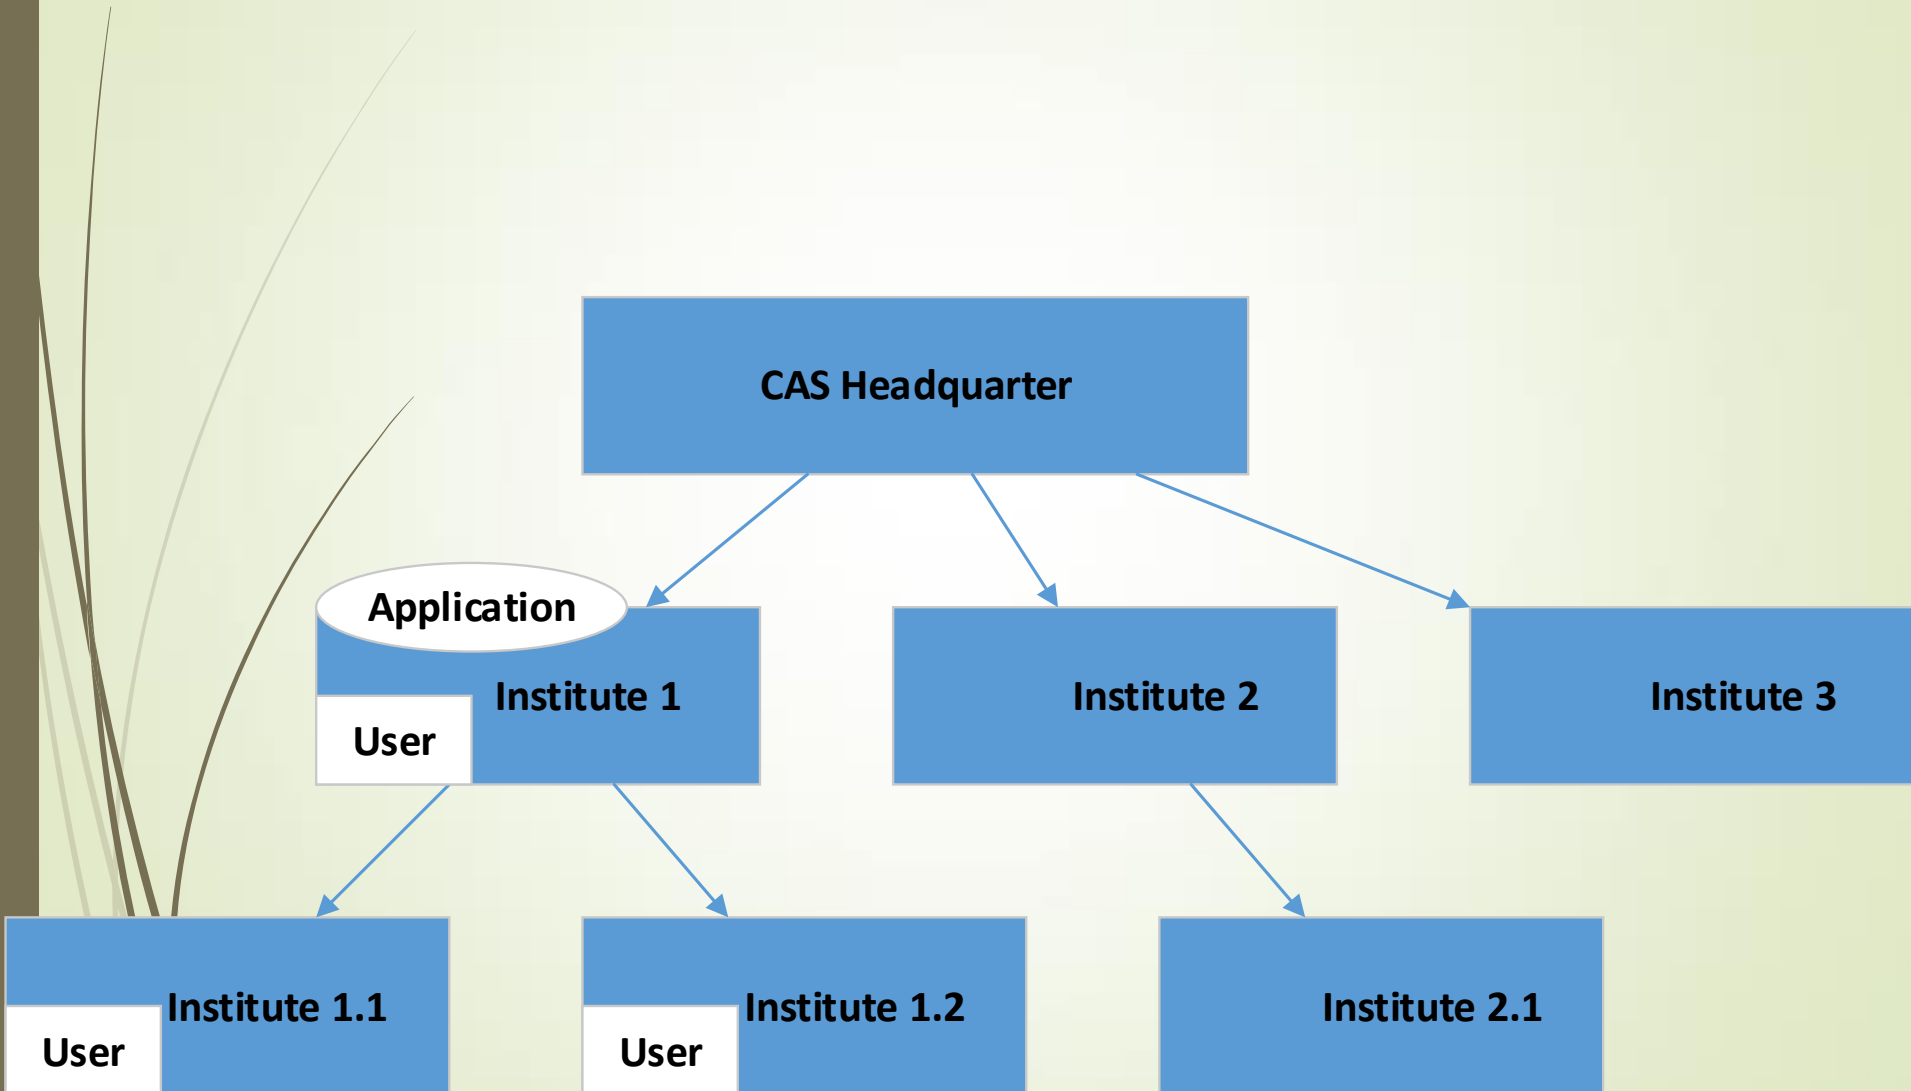 CAS Headquarter
Application
Institute 1
User
Institute 2
Institute 3
Institute 1.1
User
Institute 1.2
User
Institute 2.1